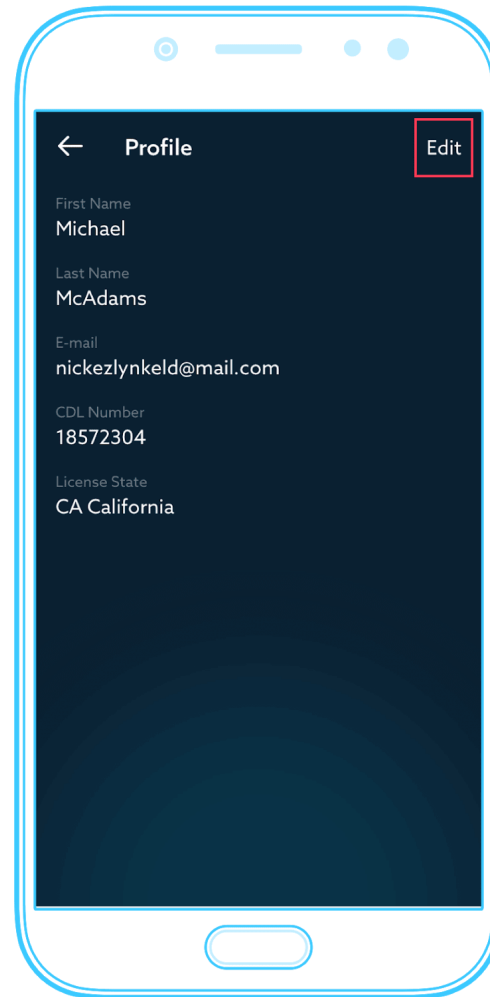 Profile
Edit
First Name
Michael
Last Name
McAdams
E-mail
nickezlynkeld@mail.com
CDL Number
18572304
License State
CA California